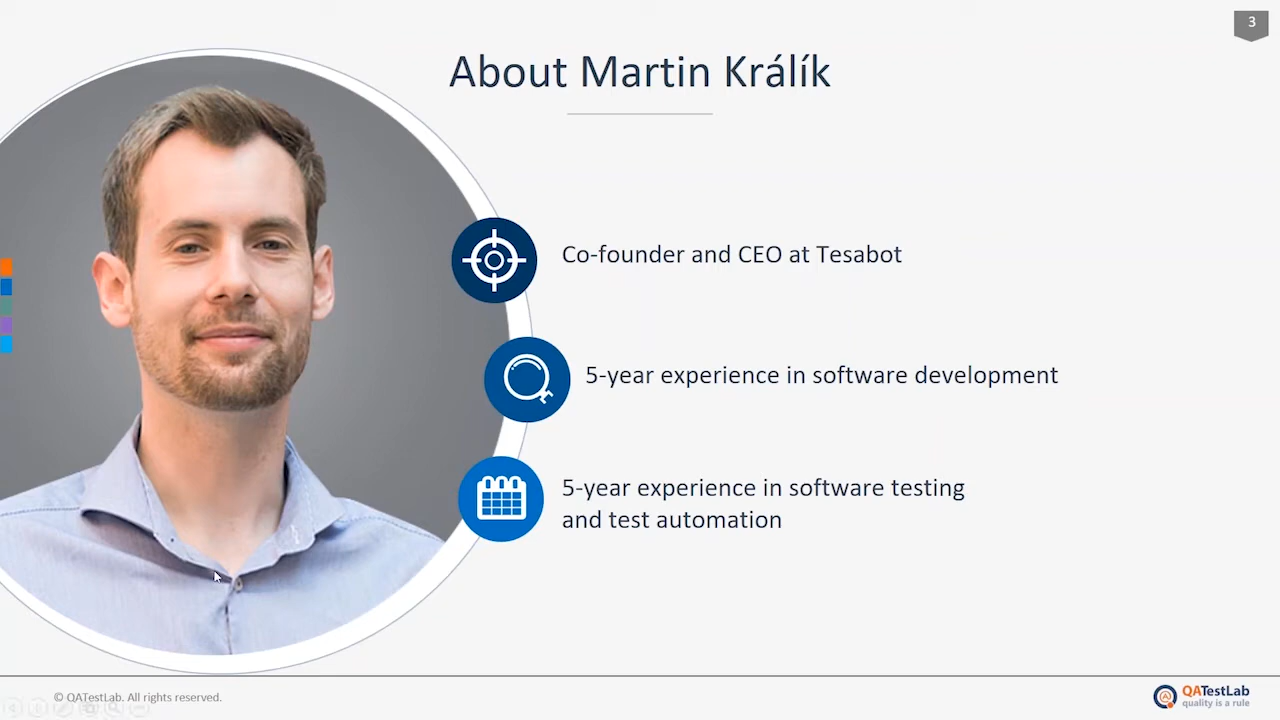 3
About Martin Králík
Co-founder and CEO at Tesabot
5-year experience in software development
5-year experience in software testing
and test automation
© QATestLab. All rights reserved.
QATestLab
quality is a rule